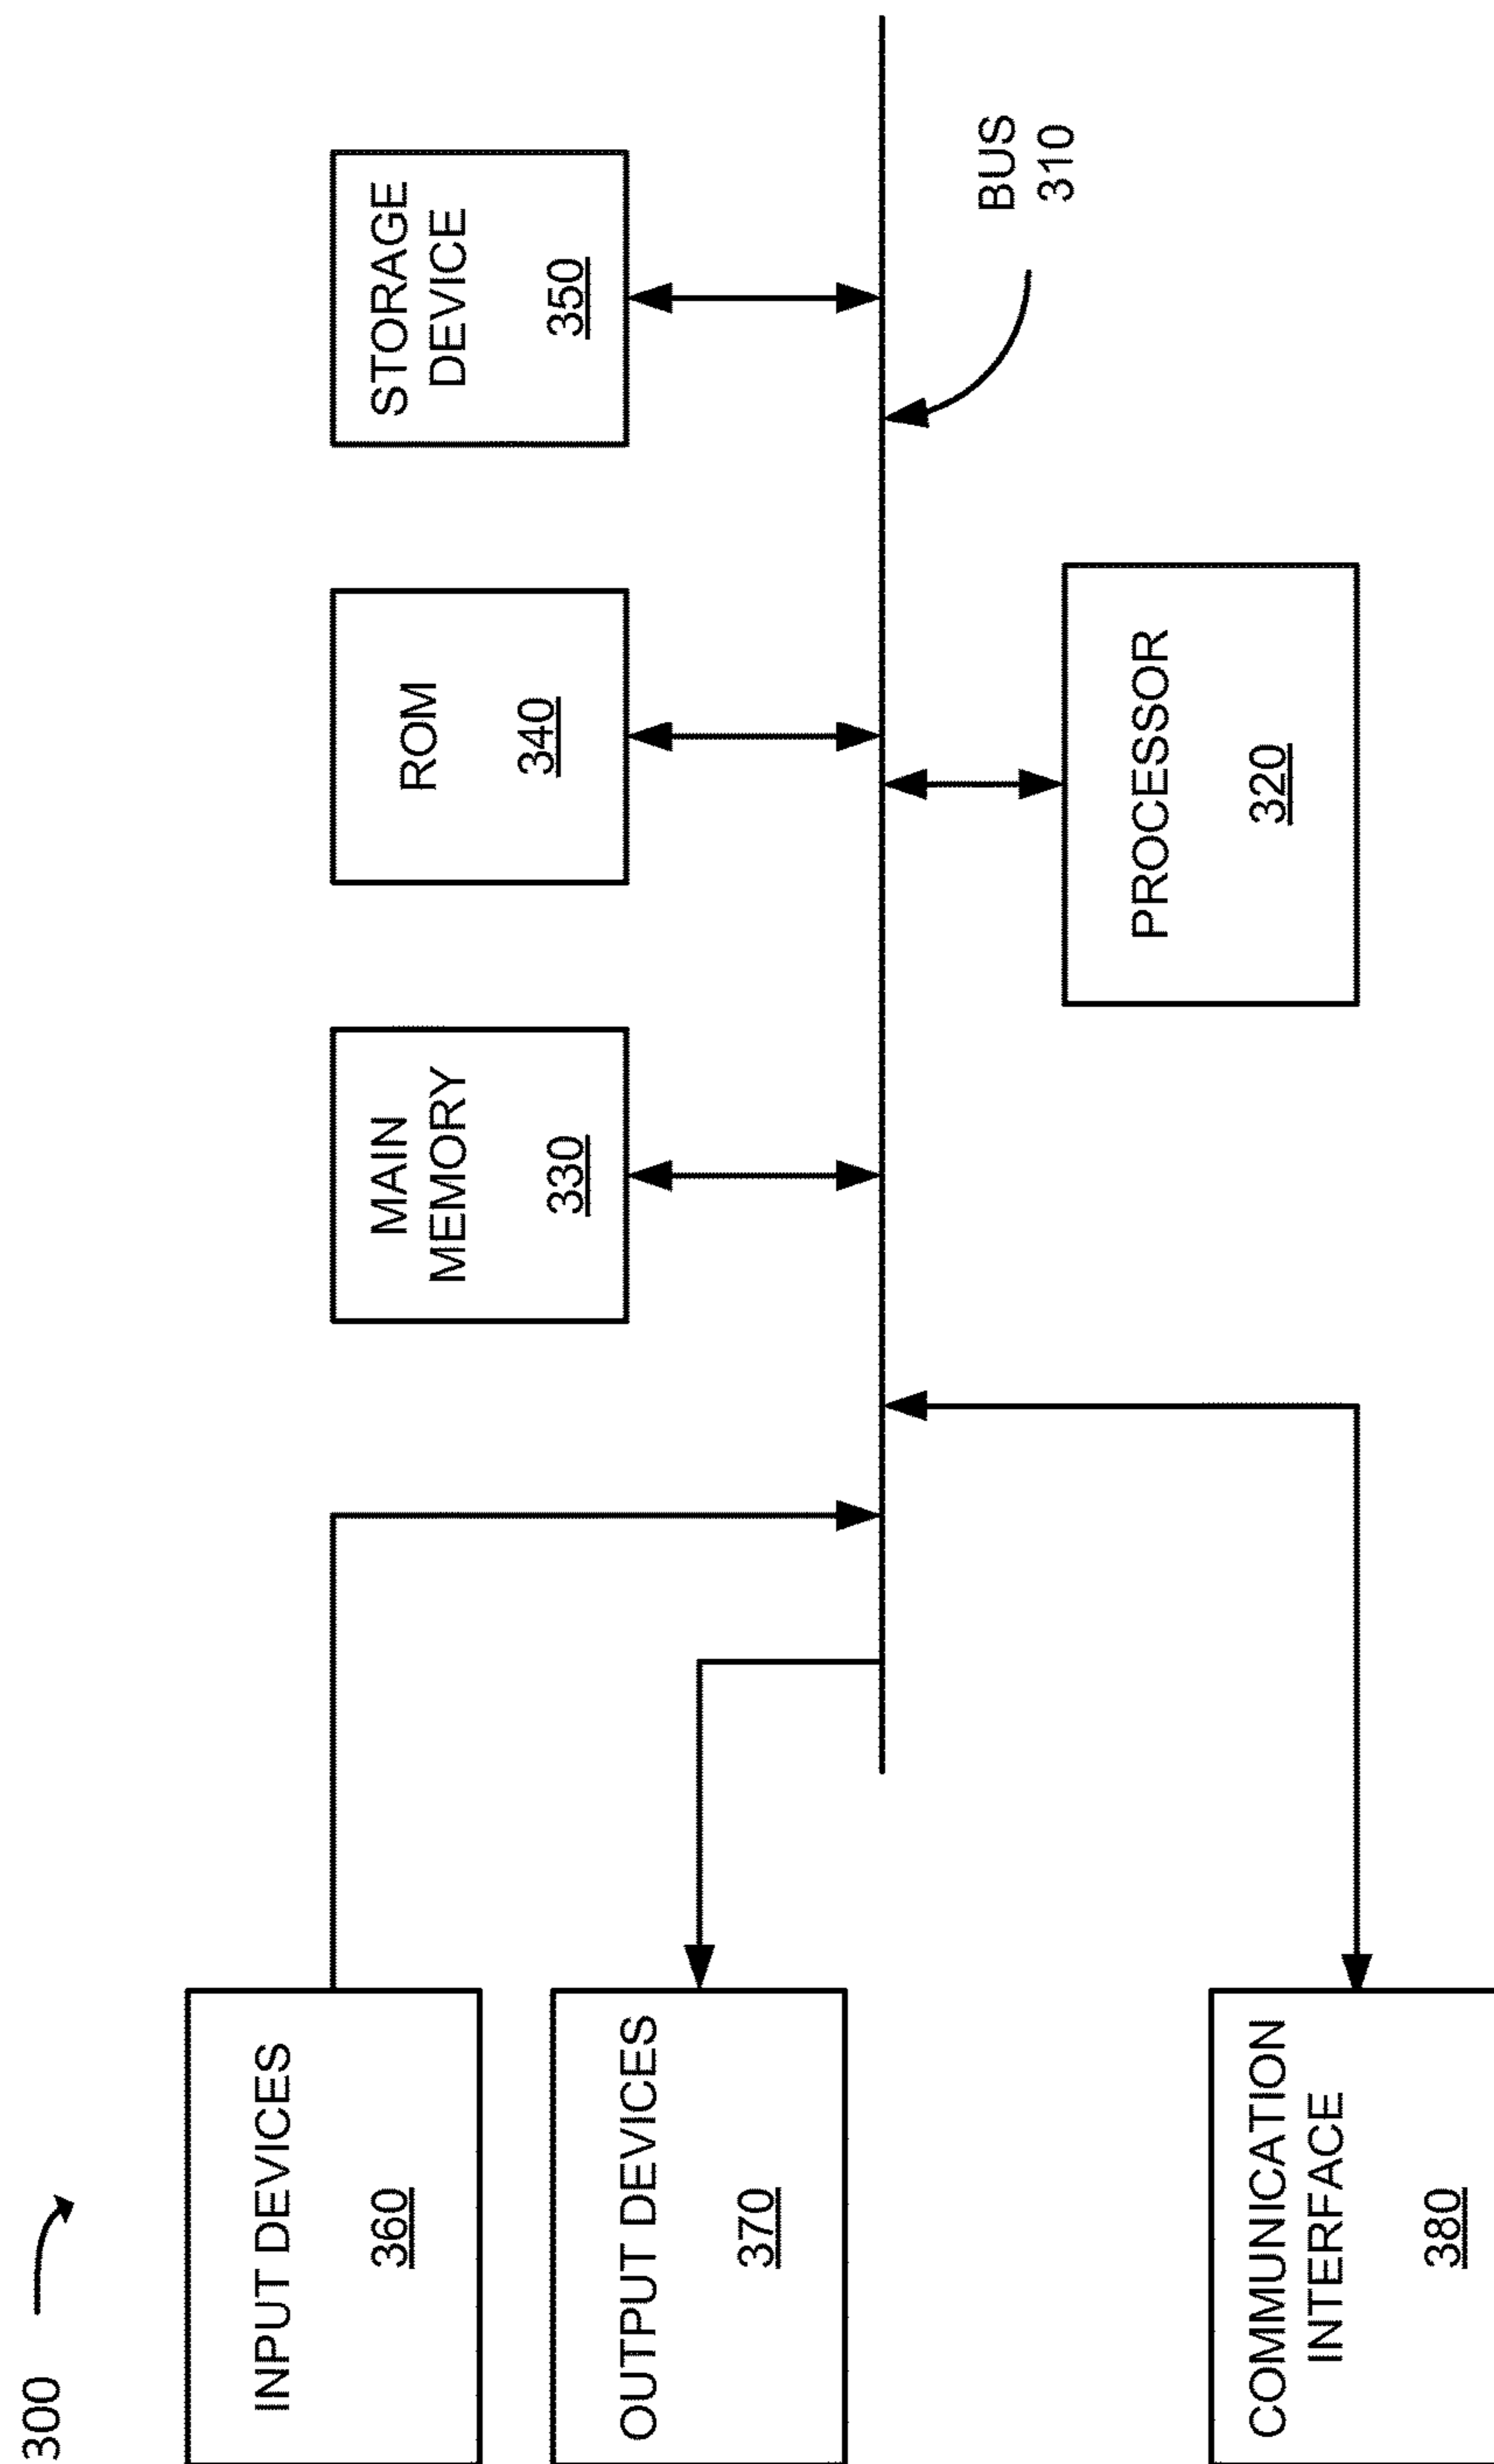 300
INPUT DEVICES
360
OUTPUT DEVICES
370
COMMUNICATION
INTERFACE
380
MAIN
MEMORY
330
ROM
340
STORAGE
DEVICE
350
PROCESSOR
320
BUS
310